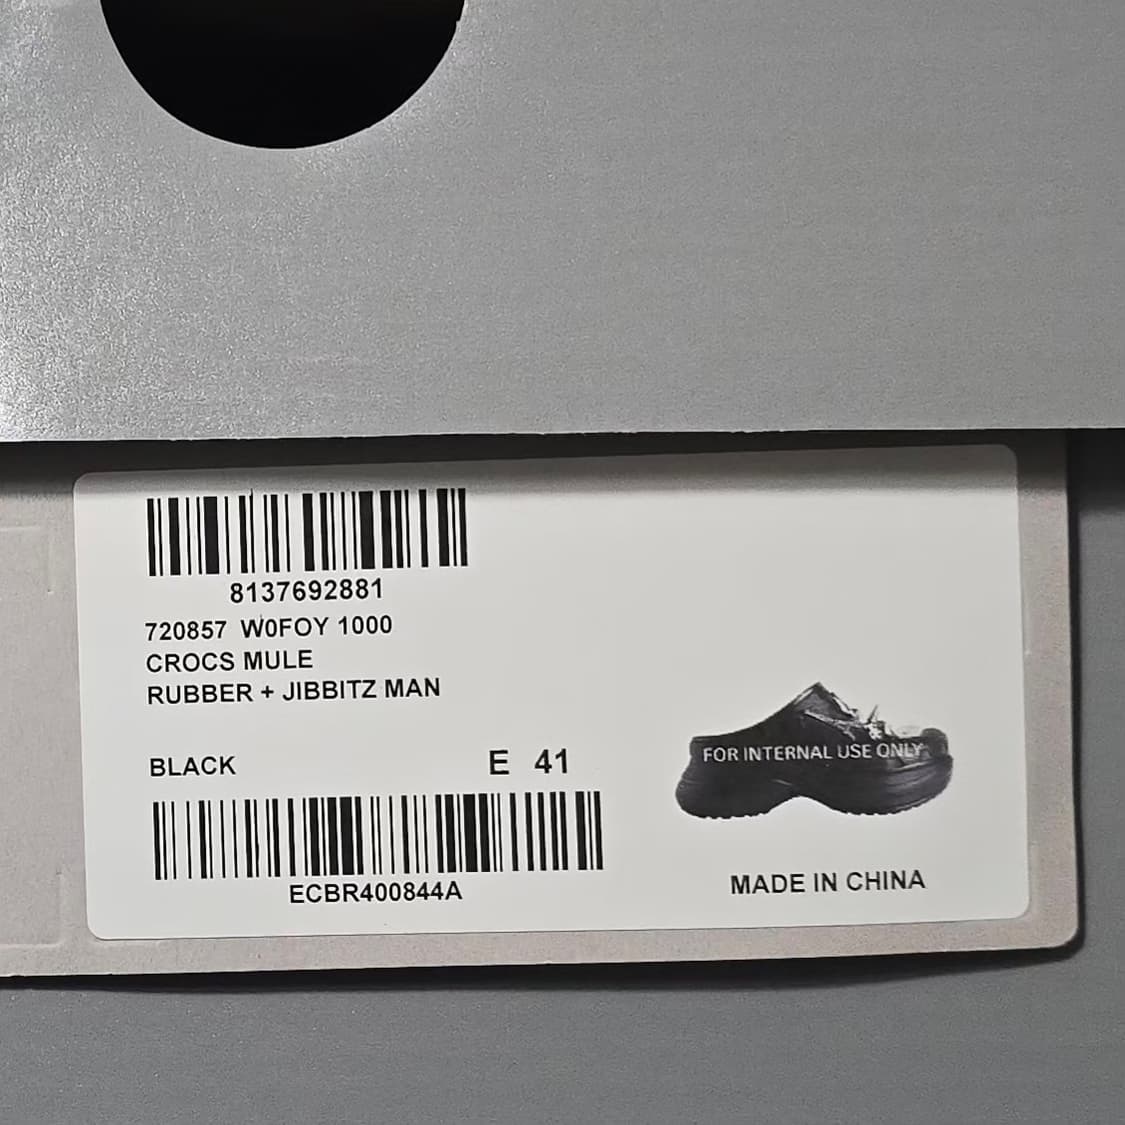 8137692881
720857 W0FOY 1000
CROCS MULE
RUBBER + JIBBITZ MAN
BLACK E 41
FOR INTERNAL USE ONLY
ECBR400844A
MADE IN CHINA